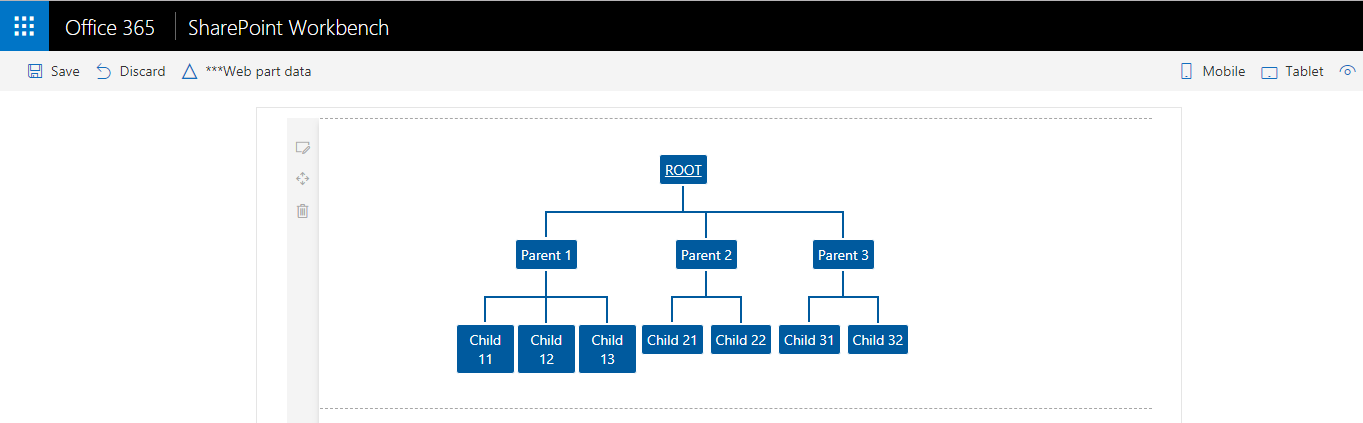 Office 365 SharePoint Workbench
Save Discard ***Web part data Mobile Tablet
ROOT
Parent 1 Parent 2 Parent 3
Child 11 Child 12 Child 13 Child 21 Child 22 Child 31 Child 32